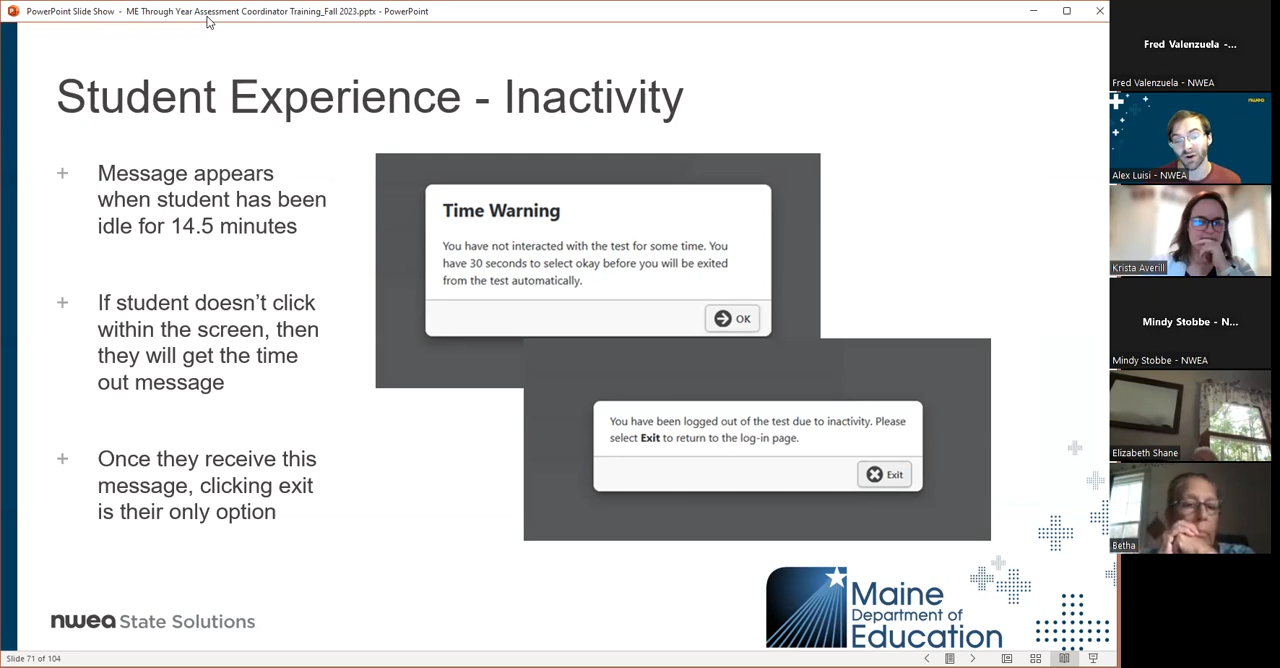 PowerPoint Slide Show - ME Through Year Assessment Coordinator Training_Fall 2023.pptx - PowerPoint
Student Experience - Inactivity
+ Message appears
when student has been
idle for 14.5 minutes
+ If student doesn’t click
within the screen, then
they will get the time
out message
+ Once they receive this
message, clicking exit
is their only option
Time Warning
You have not interacted with the test for some time. You
have 30 seconds to select okay before you will be exited
from the test automatically.
OK
You have been logged out of the test due to inactivity. Please
select Exit to return to the log-in page.
Exit
nwea State Solutions
Maine
Department of
Education
Slide 71 of 104
Fred Valenzuela -...
Fred Valenzuela - NWEA
nwea
Alex Luisi - NWEA
Krista Averill
Mindy Stobbe - N...
Mindy Stobbe - NWEA
Elizabeth Shane
Betha